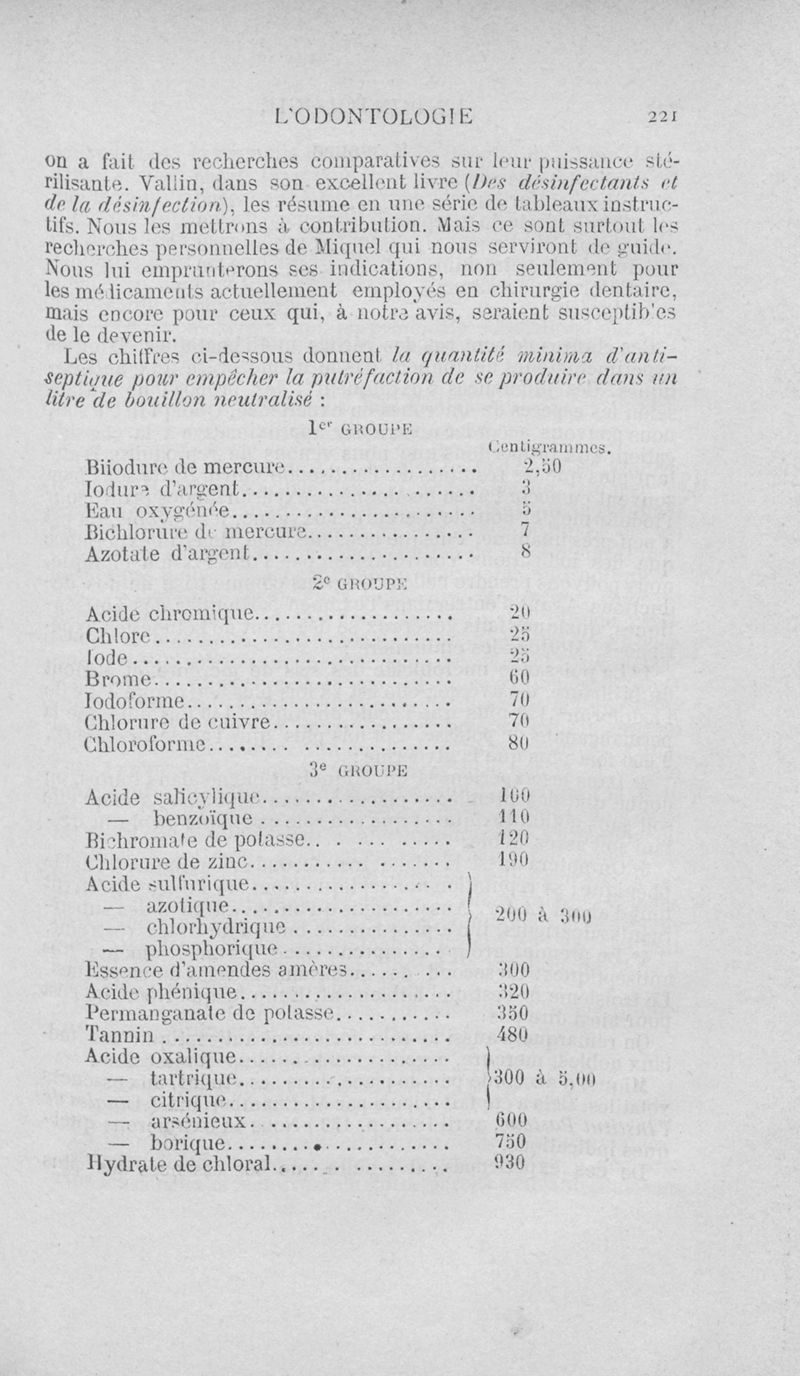 L'ODONTOLOGIE 221
on a fait des recherches comparatives sur leur puissance sté-
rilisante. Vallin, dans son excellent livre (Des désinfectants et
de la désinfection), les résume en une série de tableaux instruc-
tifs. Nous les mettrons à contribution. Mais ce sont surtout les
recherches personnelles de Miquel qui nous serviront de guide.
Nous lui emprunterons ses indications, non seulement pour
les médicaments actuellement employés en chirurgie dentaire,
mais encore pour ceux qui, à notre avis, seraient susceptibles
de le devenir.
Les chiffres ci-dessous donnent la quantité minima d'anti-
septique pour empêcher la putréfaction de se produire dans un
litre de bouillon neutralisé :
1er GROUPE
Centigrammes.
Biiodure de mercure.................. 2,50
Iodure d'argent...................... 3
Eau oxygénée....................... 5
Bichlorure de mercure................ 7
Azotate d'argent..................... 8
2e GROUPE
Acide chromique................... 20
Chlore............................ 25
Iode.............................. 25
Brome............................ 60
Iodoforme......................... 70
Chlorure de cuivre................. 70
Chloroforme....................... 80
3e GROUPE
Acide salicylique.................. 100
— benzoïque .................. 110
Bichromate de potasse............. 120
Chlorure de zinc................... 190
Acide sulfurique...................
— azotique.....................
— chlorhydrique ............... 200 à 300
— phosphorique................
Essence d'amendes amères.......... 300
Acide phénique.................... 320
Permanganate de potasse........... 350
Tannin ........................... 480
Acide oxalique....................
— tartrique.................... 300 à 5,00
— citrique.....................
— arsénieux................... 600
— borique..................... 750
Hydrate de chloral................. 930